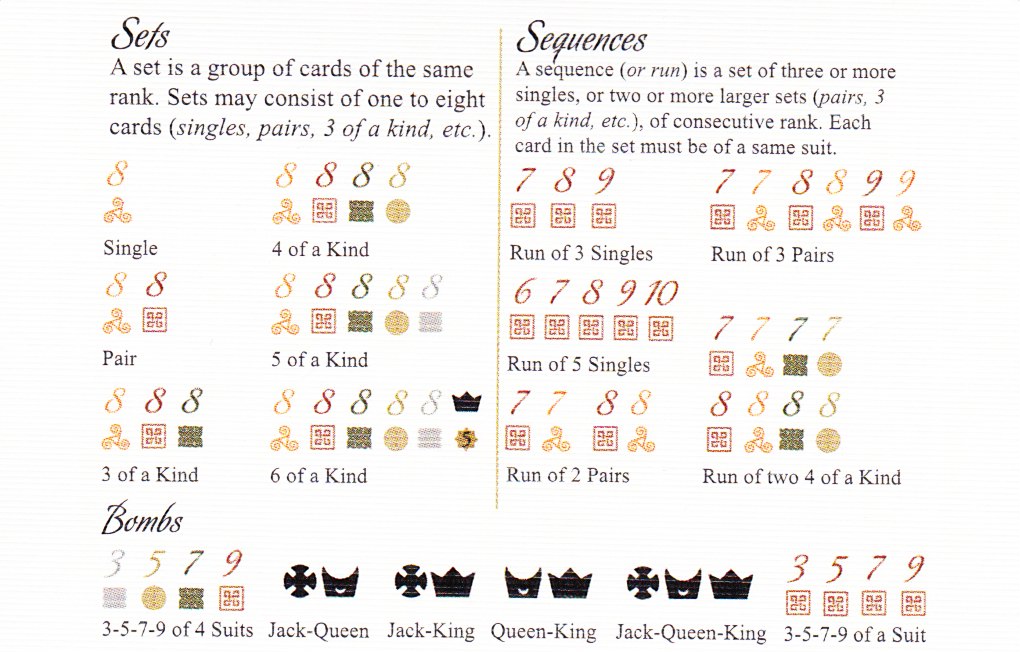 Sets
A set is a group of cards of the same
rank. Sets may consist of one to eight
cards (singles, pairs, 3 of a kind, etc.).
8
Single
8 8 8 8
4 of a Kind
8 8
Pair
8 8 8 8 8
5 of a Kind
8 8 8
3 of a Kind
8 8 8 8 8
5
6 of a Kind
Sequences
A sequence (or run) is a set of three or more
singles, or two or more larger sets (pairs, 3
of a kind, etc.), of consecutive rank. Each
card in the set must be of a same suit.
7 8 9
Run of 3 Singles
7 7 8 8 9 9
Run of 3 Pairs
6 7 8 9 10
Run of 5 Singles
7 7 8 8
Run of 2 Pairs
7 7 7 7
8 8 8 8
Run of two 4 of a Kind
Bombs
3 5 7 9
3-5-7-9 of 4 Suits
Jack-Queen
Jack-King
Queen-King
Jack-Queen-King
3 5 7 9
3-5-7-9 of a Suit